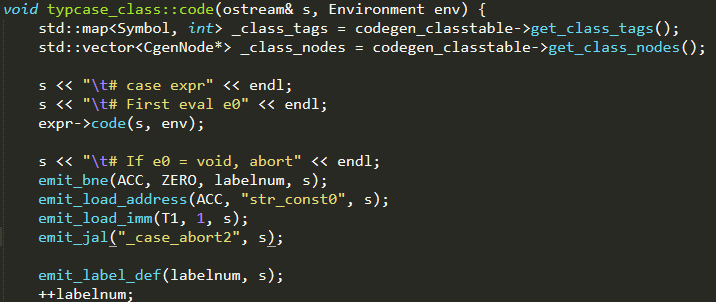 void typcase_class::code(ostream& s, Environment env) {
    std::map<Symbol, int> _class_tags = codegen_classtable->get_class_tags();
    std::vector<CgenNode*> _class_nodes = codegen_classtable->get_class_nodes();

    s << "\t# case expr" << endl;
    s << "\t# First eval e0" << endl;
    expr->code(s, env);

    s << "\t# If e0 = void, abort" << endl;
    emit_bne(ACC, ZERO, labelnum, s);
    emit_load_address(ACC, "str_const0", s);
    emit_load_imm(T1, 1, s);
    emit_jal("_case_abort2", s);

    emit_label_def(labelnum, s);
    ++labelnum;